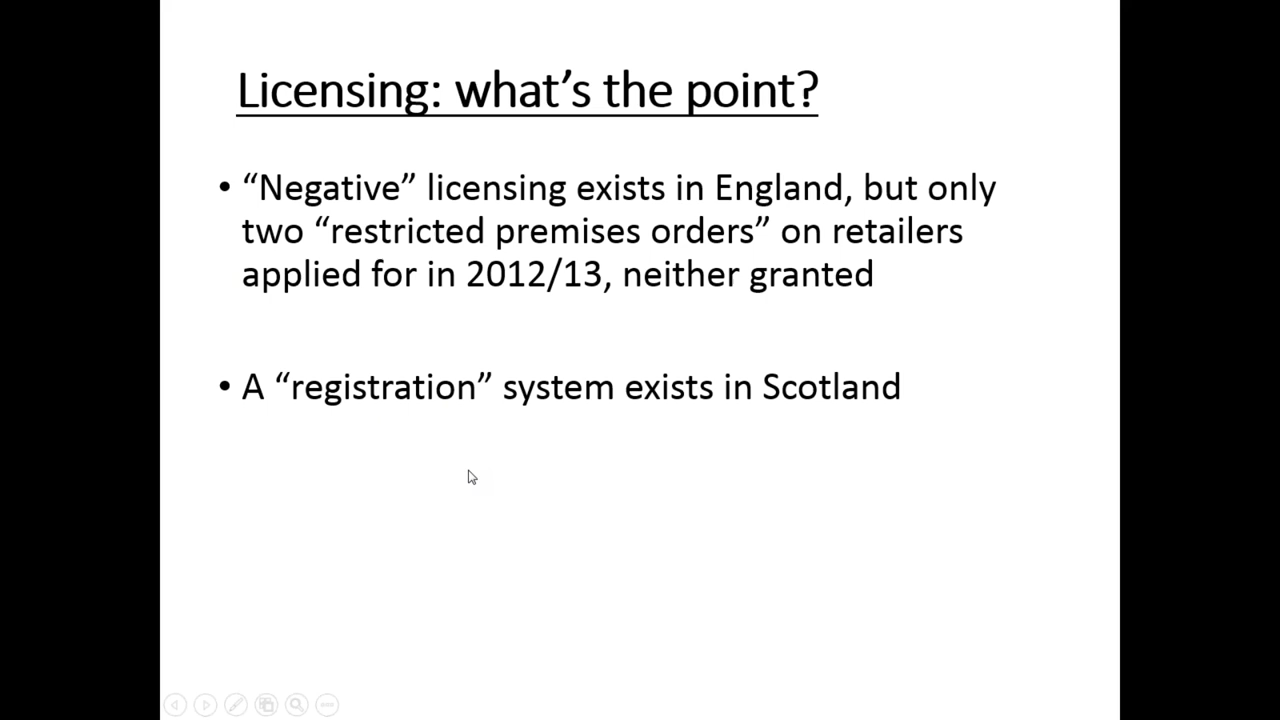 Licensing: what’s the point?
• “Negative” licensing exists in England, but only
two “restricted premises orders” on retailers
applied for in 2012/13, neither granted
• A “registration” system exists in Scotland